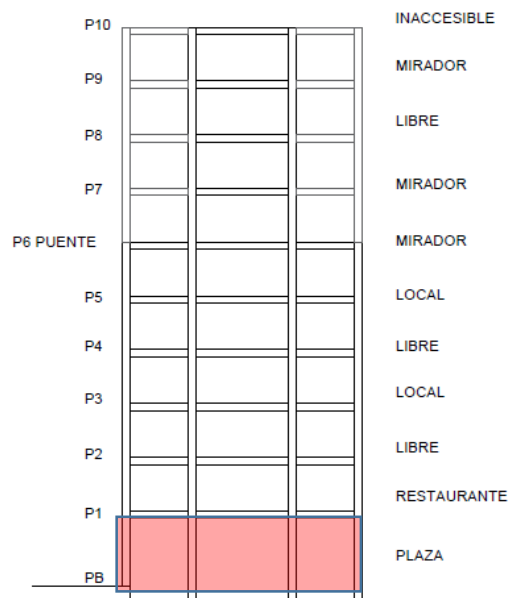 P10 INACCESIBLE
P9 MIRADOR
P8 LIBRE
P7 MIRADOR
P6 PUENTE MIRADOR
P5 LOCAL
P4 LIBRE
P3 LOCAL
P2 LIBRE
P1 RESTAURANTE
PB PLAZA